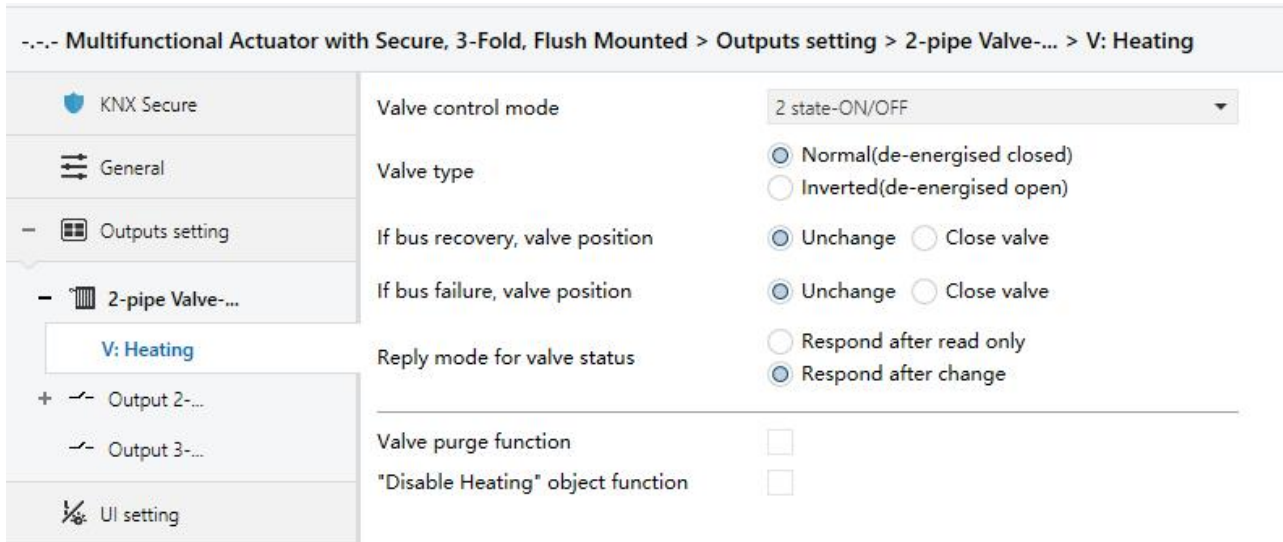 -.-.- Multifunctional Actuator with Secure, 3-Fold, Flush Mounted > Outputs setting > 2-pipe Valve-... > V: Heating
KNX Secure
General
Outputs setting
2-pipe Valve-...
V: Heating
Output 2-...
Output 3-...
UI setting
Valve control mode
2 state-ON/OFF
Valve type
Normal(de-energised closed)
Inverted(de-energised open)
If bus recovery, valve position
Unchange Close valve
If bus failure, valve position
Unchange Close valve
Reply mode for valve status
Respond after read only
Respond after change
Valve purge function
"Disable Heating" object function